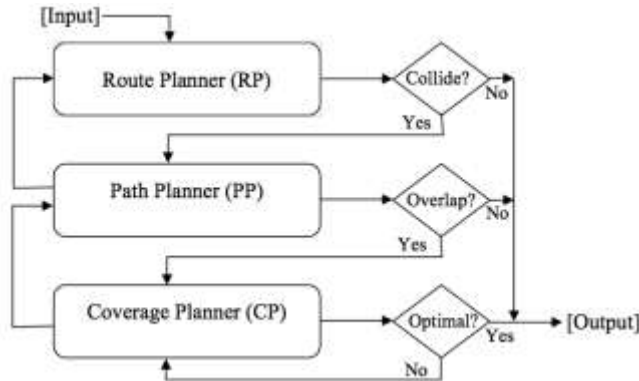 [Input]
Route Planner (RP)
Collide?
No
Yes
Path Planner (PP)
Overlap?
No
Yes
Coverage Planner (CP)
Optimal?
Yes
[Output]
No